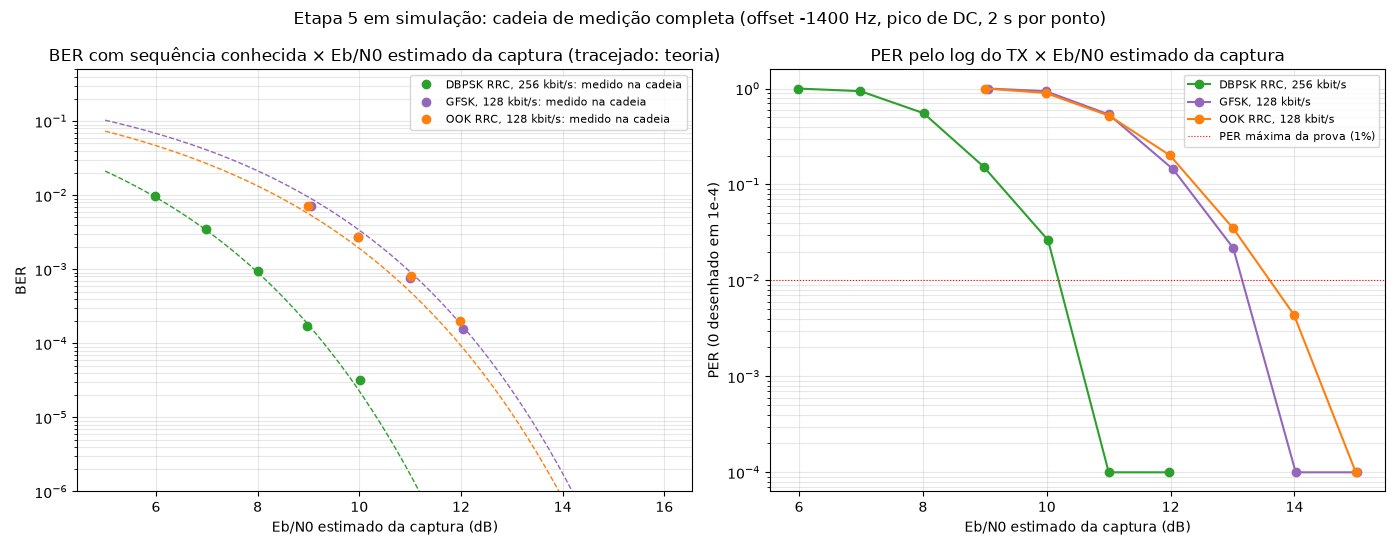 Etapa 5 em simulação: cadeia de medição completa (offset -1400 Hz, pico de DC, 2 s por ponto)
BER com sequência conhecida × Eb/N0 estimado da captura (tracejado: teoria)
DBPSK RRC, 256 kbit/s: medido na cadeia
GFSK, 128 kbit/s: medido na cadeia
OOK RRC, 128 kbit/s: medido na cadeia
BER
10⁻¹
10⁻²
10⁻³
10⁻⁴
10⁻⁵
10⁻⁶
6 8 10 12 14 16
Eb/N0 estimado da captura (dB)
PER pelo log do TX × Eb/N0 estimado da captura
DBPSK RRC, 256 kbit/s
GFSK, 128 kbit/s
OOK RRC, 128 kbit/s
PER máxima da prova (1%)
PER (0 desenhado em 1e-4)
10⁰
10⁻¹
10⁻²
10⁻³
10⁻⁴
6 8 10 12 14
Eb/N0 estimado da captura (dB)